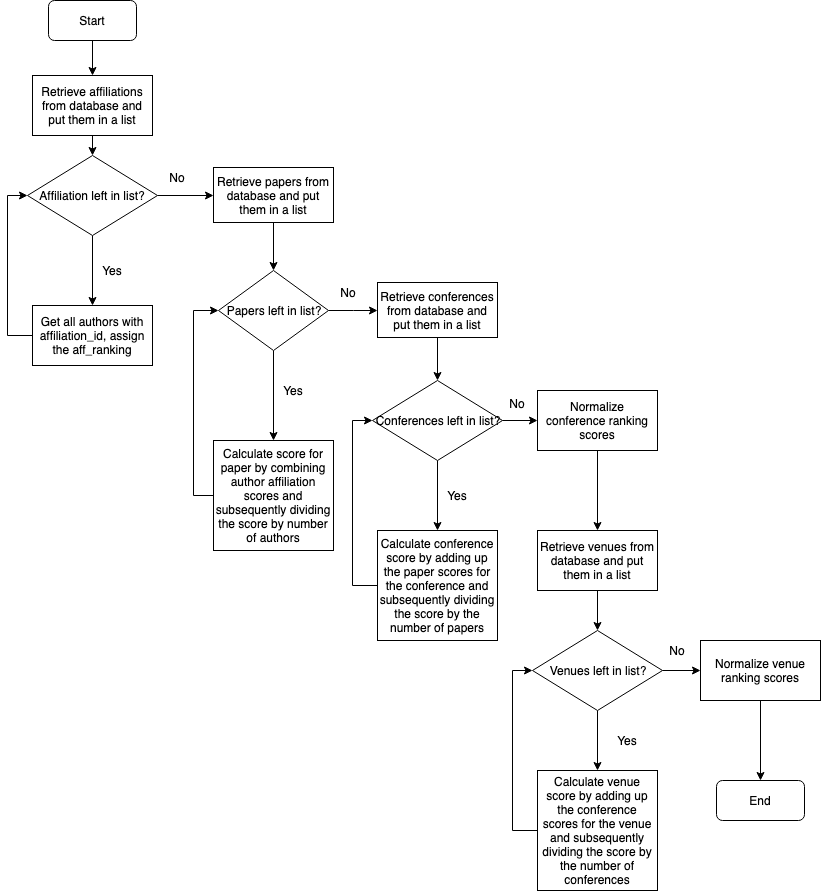 Start
Retrieve affiliations
from database and
put them in a list
Affiliation left in list?
No
Yes
Get all authors with
affiliation_id, assign
the aff_ranking
Retrieve papers from
database and put
them in a list
Papers left in list?
No
Yes
Calculate score for
paper by combining
author affiliation
scores and
subsequently dividing
the score by number
of authors
Retrieve conferences
from database and
put them in a list
Conferences left in list?
No
Yes
Calculate conference
score by adding up
the paper scores for
the conference and
subsequently dividing
the score by the
number of papers
Normalize
conference ranking
scores
Retrieve venues from
database and put
them in a list
Venues left in list?
No
Yes
Calculate venue
score by adding up
the conference
scores for the venue
and subsequently
dividing the score by
the number of
conferences
Normalize venue
ranking scores
End